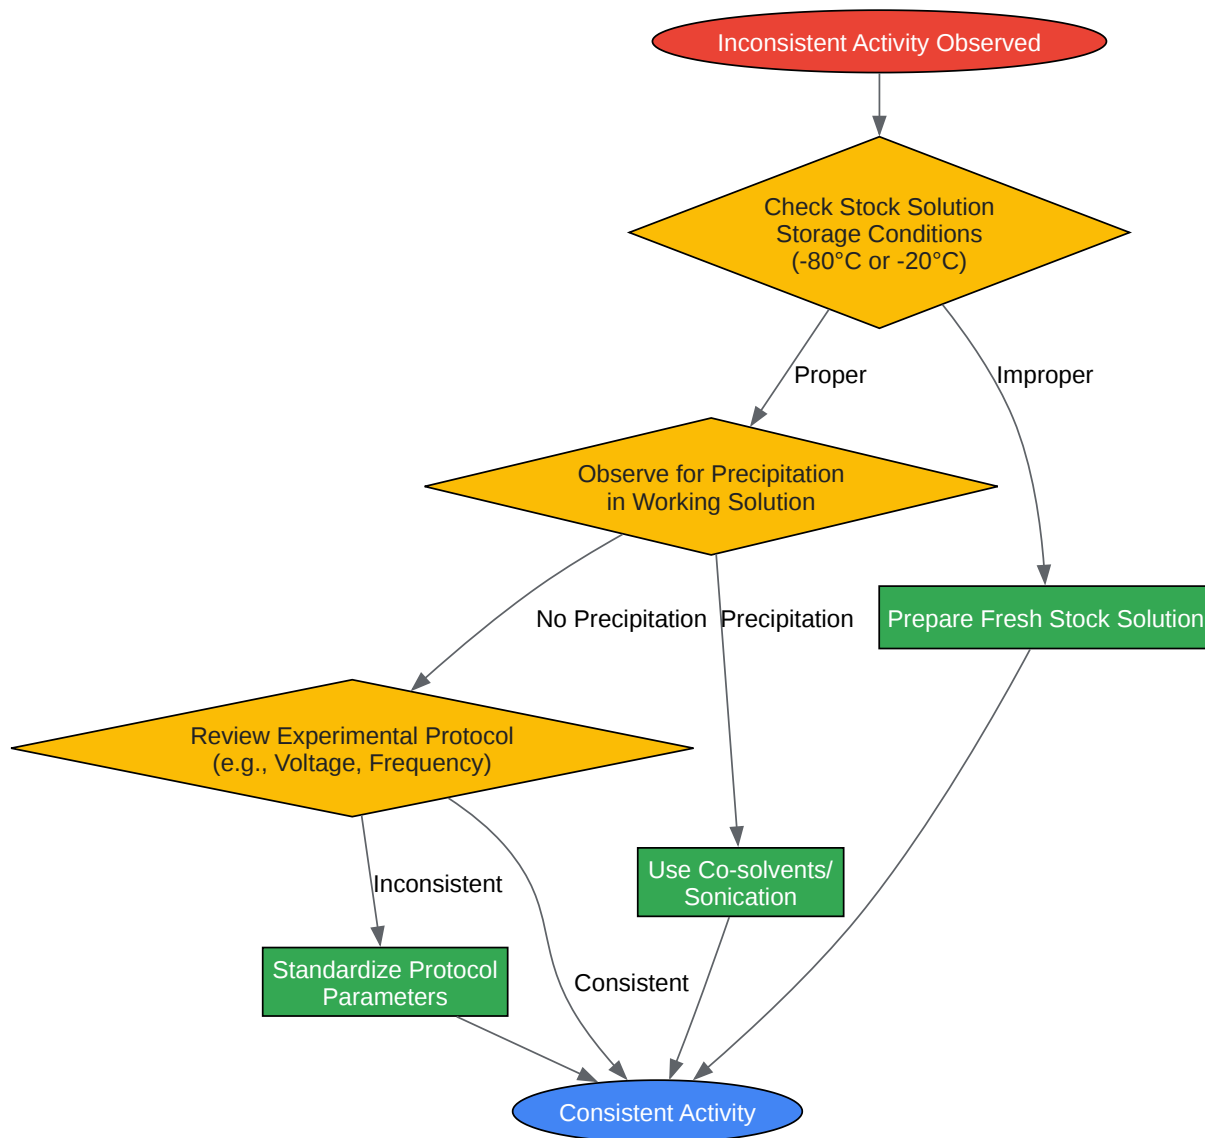 Inconsistent Activity Observed
Check Stock Solution
Storage Conditions
(-80°C or -20°C)
Proper
Improper
Observe for Precipitation
in Working Solution
No Precipitation
Precipitation
Prepare Fresh Stock Solution
Review Experimental Protocol
(e.g., Voltage, Frequency)
Inconsistent
Use Co-solvents/
Sonication
Standardize Protocol
Parameters
Consistent
Consistent Activity